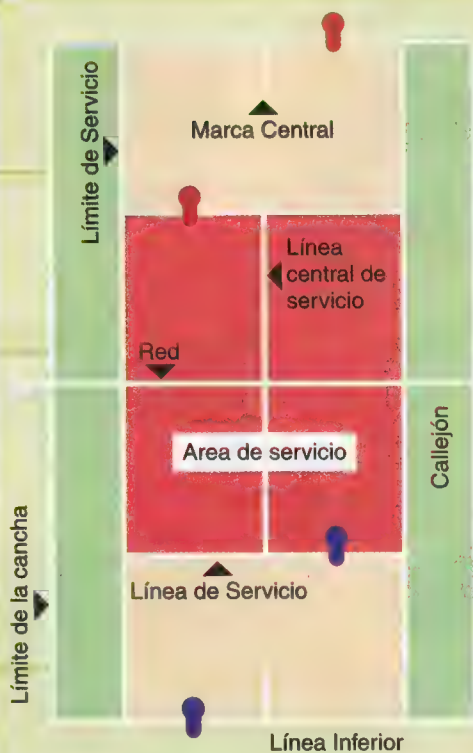 Límite de Servicio
Marca Central
Línea
central de
servicio
Red
Area de servicio
Callejón
Límite de la cancha
Línea de Servicio
Línea Inferior